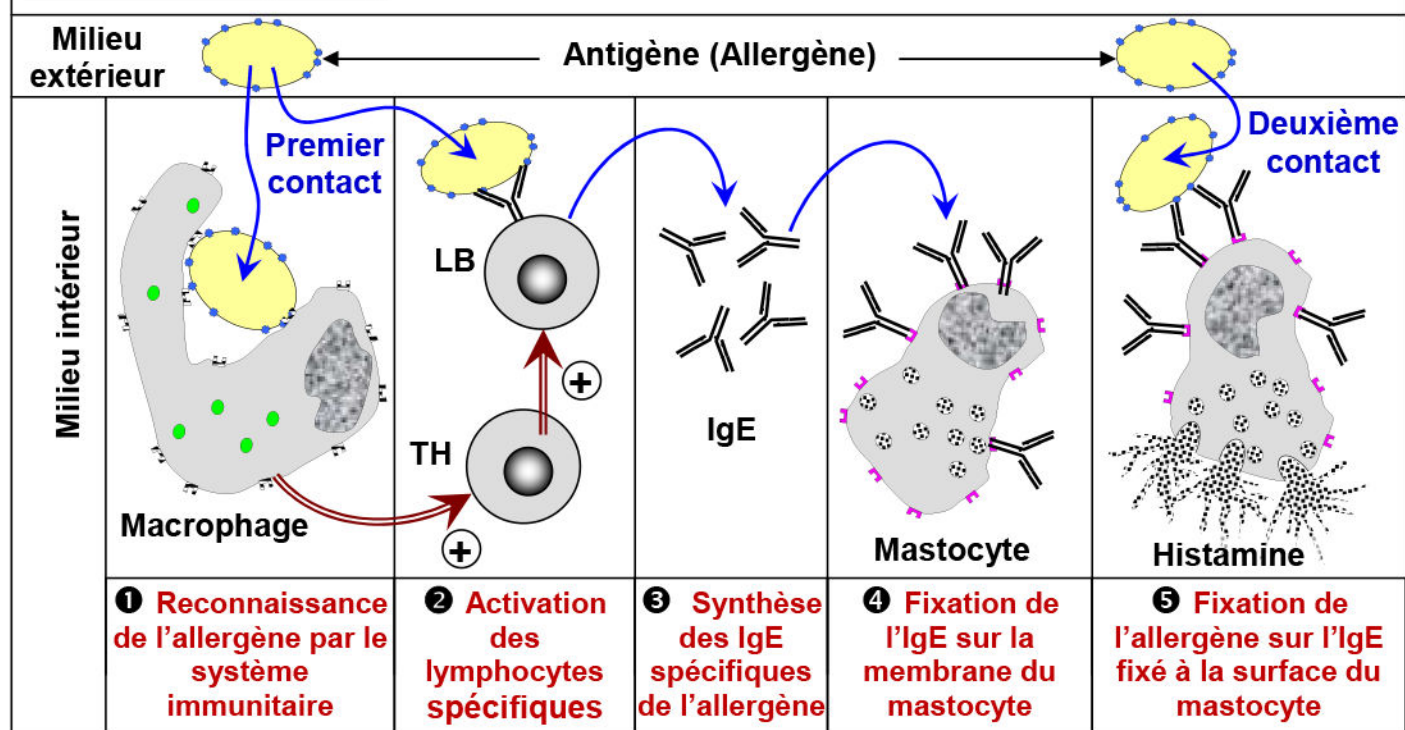 Milieu
extérieur
Antigène (Allergène)
Milieu intérieur
Premier
contact
Deuxième
contact
LB
+
TH
+
IgE
Macrophage
Mastocyte
Histamine
❶ Reconnaissance
de l'allergène par le
système
immunitaire
❷ Activation
des
lymphocytes
spécifiques
❸ Synthèse
des IgE
spécifiques
de l'allergène
❹ Fixation de
l'IgE sur la
membrane du
mastocyte
❺ Fixation de
l'allergène sur l'IgE
fixé à la surface du
mastocyte